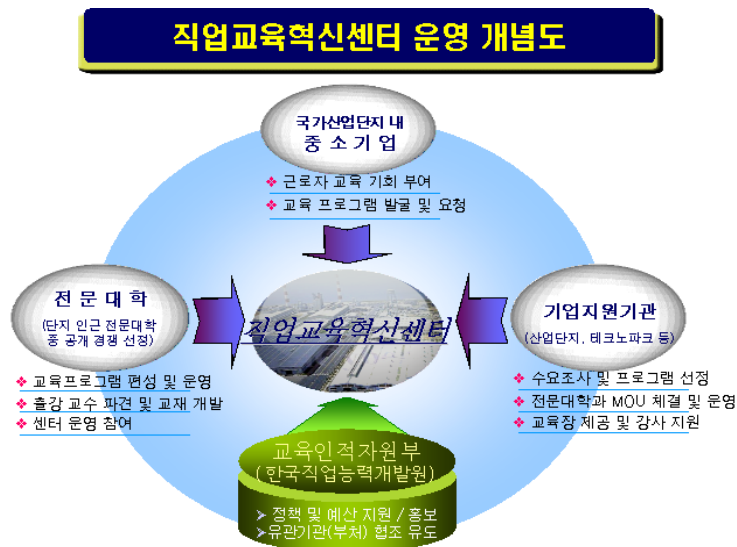 직업교육혁신센터 운영 개념도
국가산업단지 내
중 소 기 업
❖ 근로자 교육 기회 부여
❖ 교육 프로그램 발굴 및 요청
전 문 대 학
(단지 인근 전문대학
중 공개 경쟁 선정)
❖ 교육프로그램 편성 및 운영
❖ 출강 교수 파견 및 교재 개발
❖ 센터 운영 참여
직업교육혁신센터
기업지원기관
(산업단지, 테크노파크 등)
❖ 수요조사 및 프로그램 선정
❖ 전문대학과 MOU 체결 및 운영
❖ 교육장 제공 및 강사 지원
교육인적자원부
(한국직업능력개발원)
➢ 정책 및 예산 지원 / 홍보
➢유관기관(부처) 협조 유도